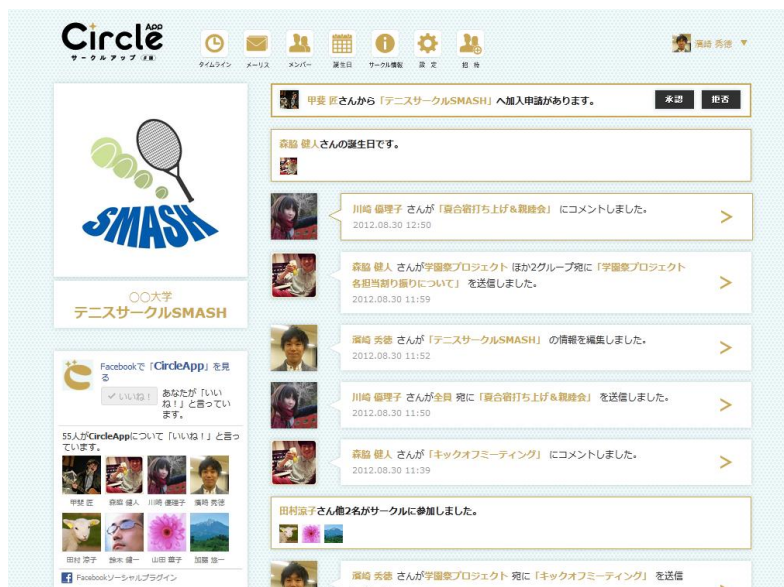 Circle App
サークルアップ
タイムライン
メーリス
メンバー
誕生日
サークル情報
設定
招待
濱崎 秀徳 ▼
SMASH
○○大学
テニスサークルSMASH
Facebookで「CircleApp」を見
る
いいね！
あなたが「いい
ね！」と言ってい
ます。
55人がCircleAppについて「いいね！」と言っ
ています。
甲斐 匠
森脇 健人
川崎 優理子
濱崎 秀徳
田村 涼子
鈴木 健一
山田 華子
加藤 悠一
Facebookソーシャルプラグイン
甲斐 匠さんから「テニスサークルSMASH」へ加入申請があります。
承認
拒否
森脇 健人さんの誕生日です。
川崎 優理子 さんが「夏合宿打ち上げ＆親睦会」 にコメントしました。
2012.08.30 12:50
森脇 健人 さんが学園祭プロジェクト ほか2グループ宛に「学園祭プロジェクト
名担当割り振りについて」 を送信しました。
2012.08.30 11:59
濱崎 秀徳 さんが「テニスサークルSMASH」 の情報を編集しました。
2012.08.30 11:52
川崎 優理子 さんが全員 宛に「夏合宿打ち上げ＆親睦会」 を送信しました。
2012.08.30 11:50
森脇 健人 さんが「キックオフミーティング」 にコメントしました。
2012.08.30 11:39
田村涼子さん他2名がサークルに参加しました。
濱崎 秀徳 さんが学園祭プロジェクト 宛に「キックオフミーティング」 を送信